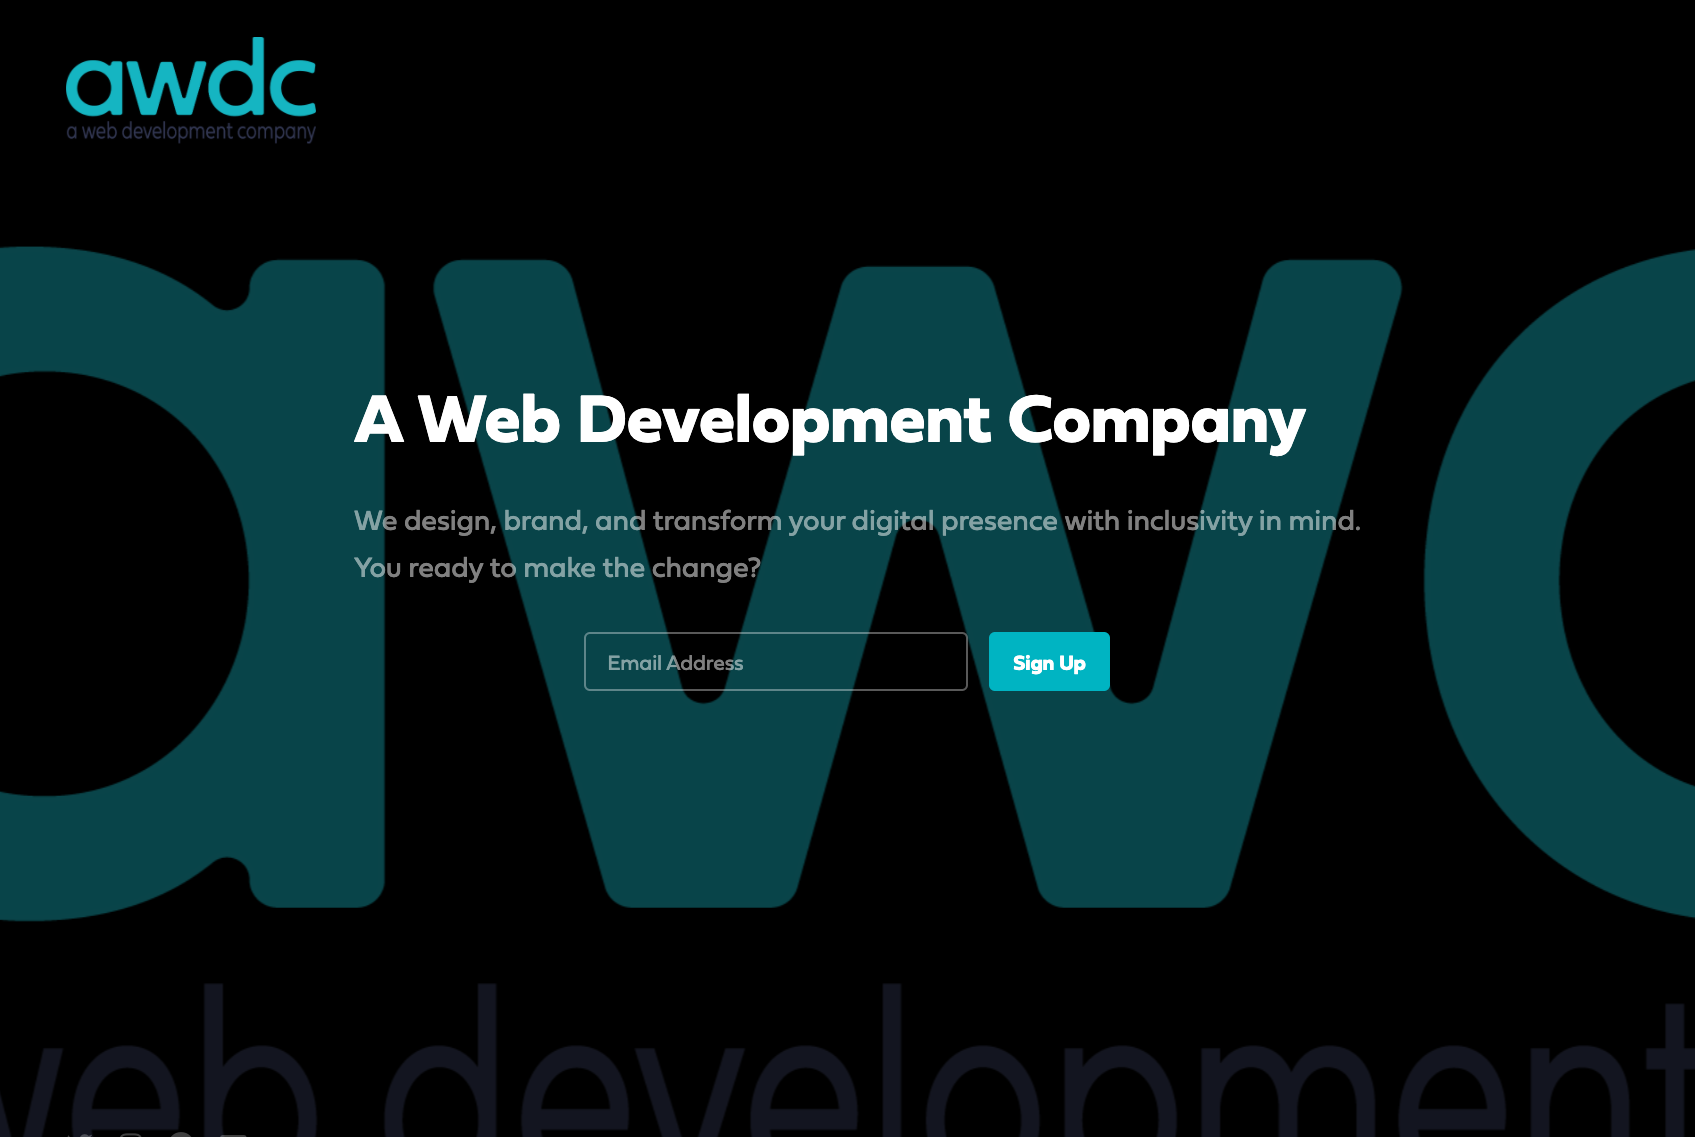 awdc
a web development company
A Web Development Company
We design, brand, and transform your digital presence with inclusivity in mind.
You ready to make the change?
Email Address
Sign Up
aw
web development